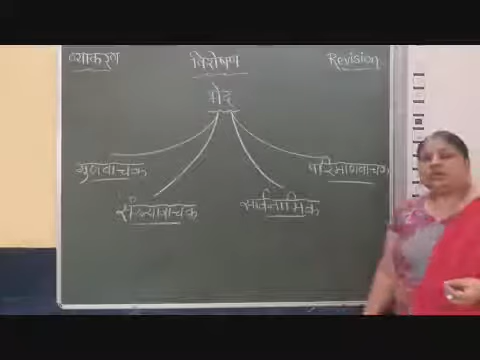 व्याकरण विशेषण Revision
भेद
गुणवाचक परिमाणवाचक
संख्यावाचक सार्वनामिक